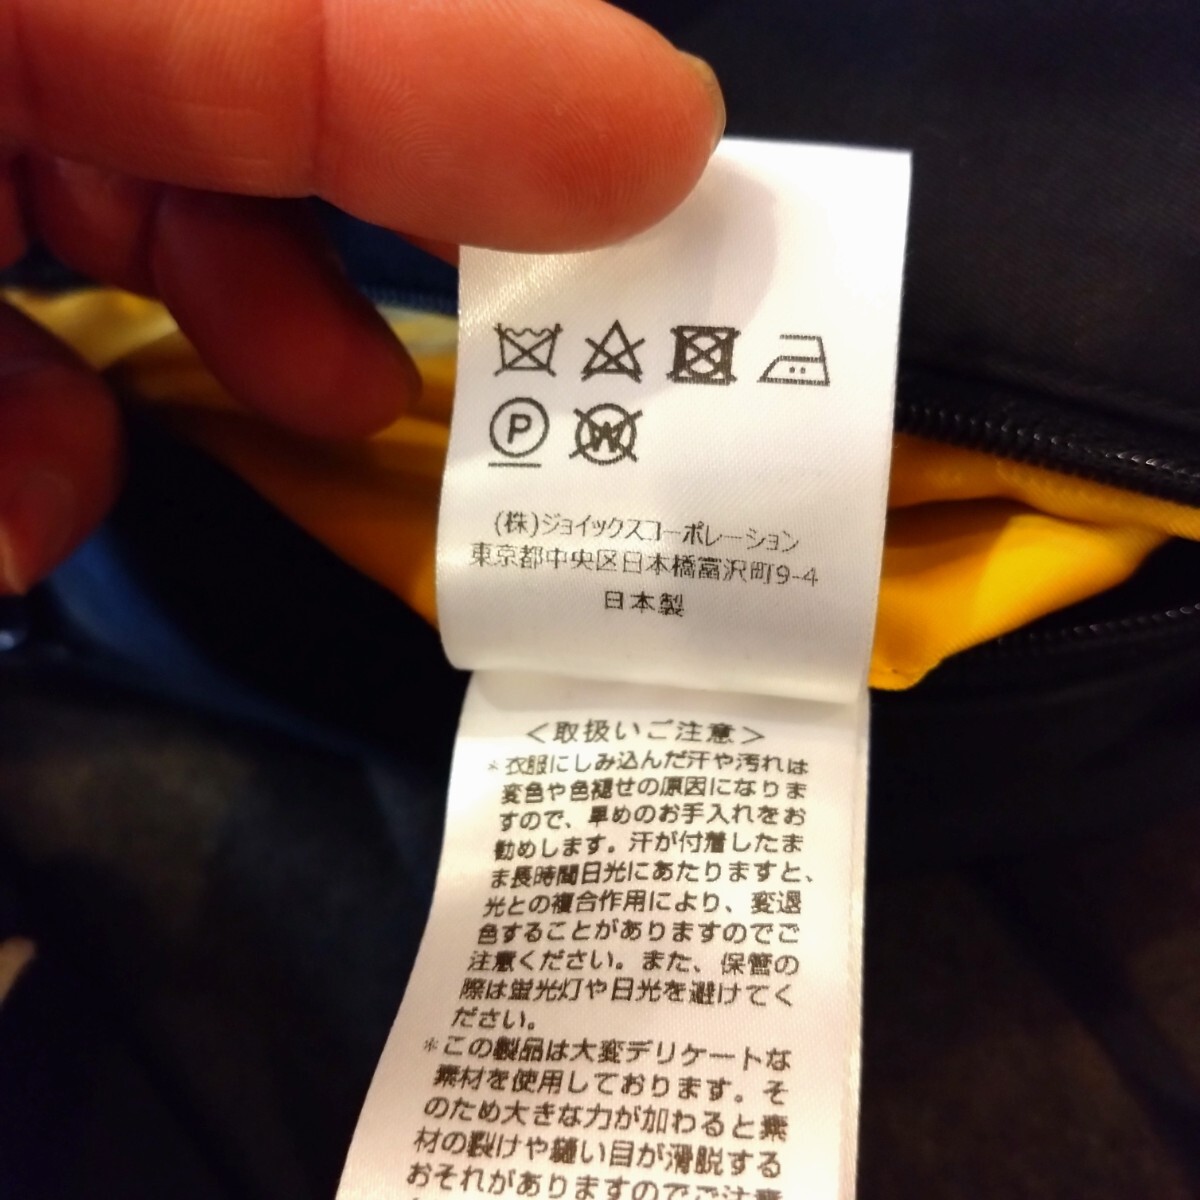 P
W
(株)ジョイックスコーポレーション
東京都中央区日本橋富沢町9-4
日本製
＜取扱いご注意＞
*衣服にしみ込んだ汗や汚れは
変色や色褪せの原因になりま
すので、早めのお手入れをお
勧めします。汗が付着したま
ま長時間日光にあたりますと、
光との複合作用により、変退
色することがありますのでご
注意ください。また、保管の
際は蛍光灯や日光を避けてく
ださい。
*この製品は大変デリケートな
素材を使用しております。そ
のため大きな力が加わると素
材の裂けや縫い目が滑脱する
おそれがありますのでご注意